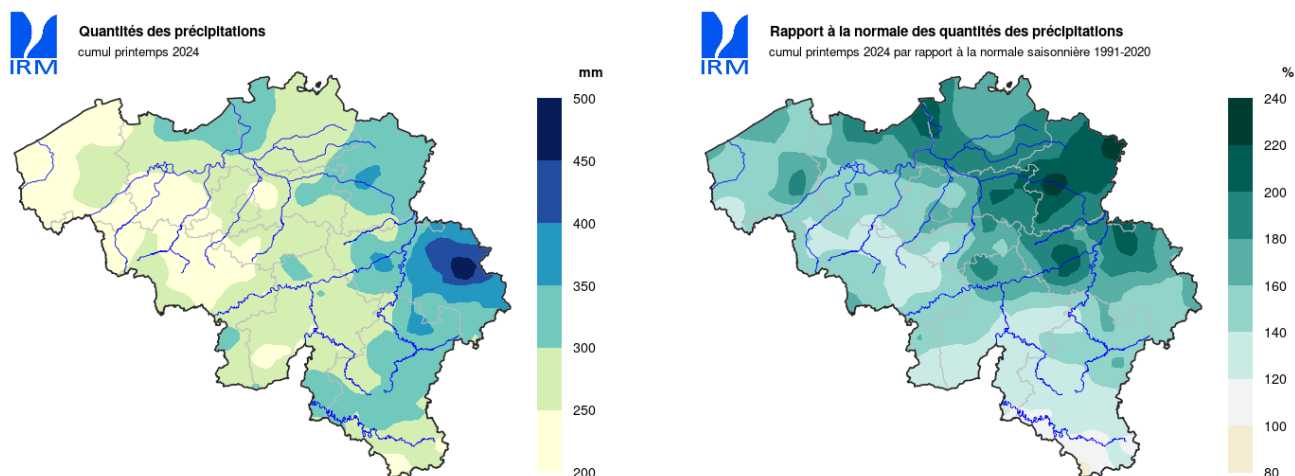 IRM
Quantités des précipitations
cumul printemps 2024
mm
500
450
400
350
300
250
200
IRM
Rapport à la normale des quantités des précipitations
cumul printemps 2024 par rapport à la normale saisonnière 1991-2020
%
240
220
200
180
160
140
120
100
80